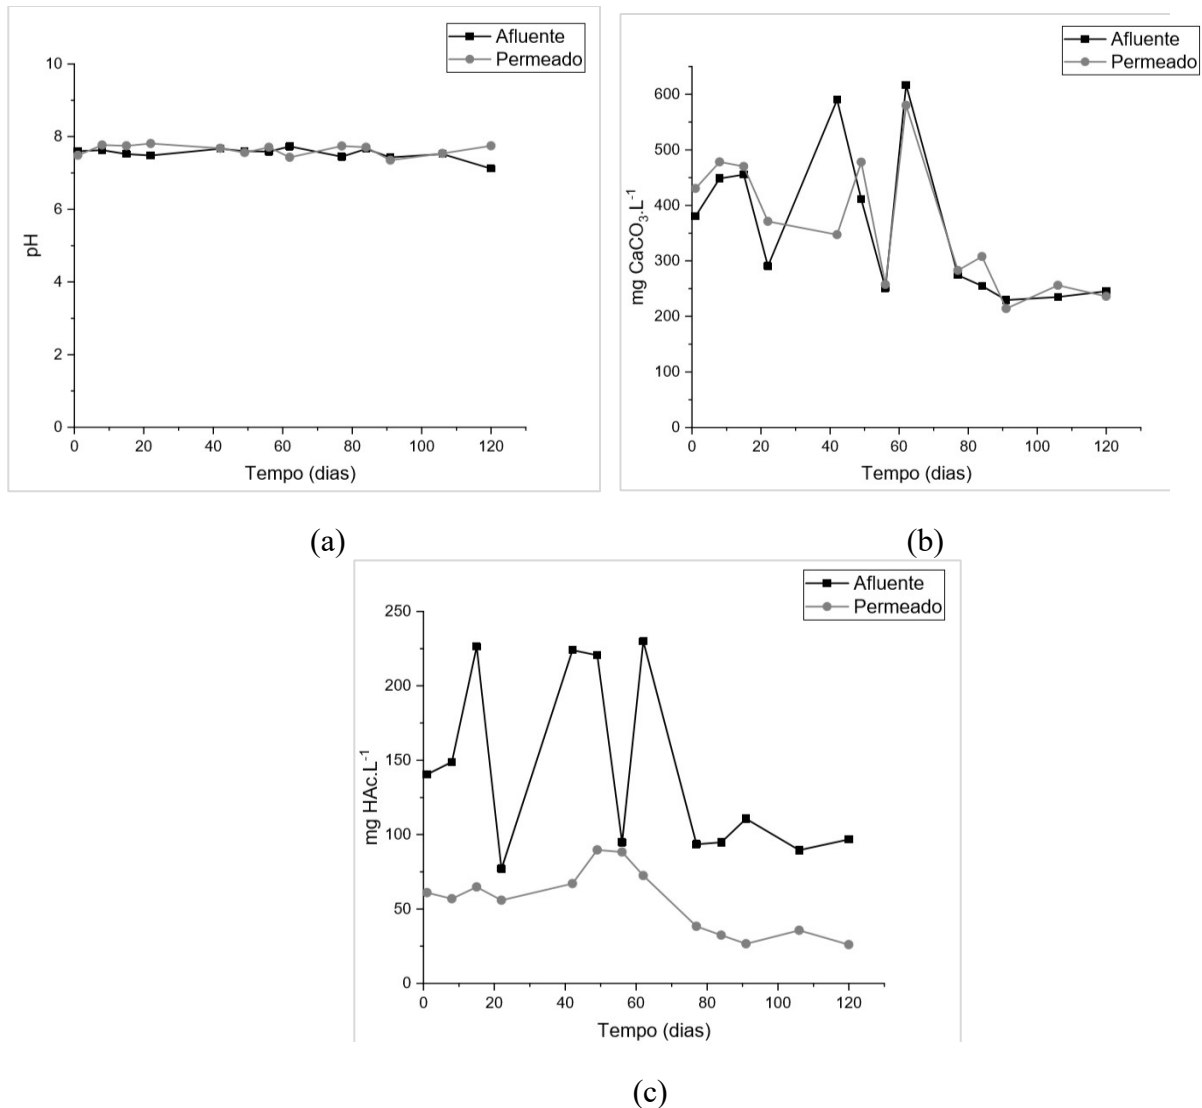 Afluente
Permeado
10
8
6
4
2
0
pH
0 20 40 60 80 100 120
Tempo (dias)
(a)
Afluente
Permeado
600
500
400
300
200
100
0
mg CaCO₃.L⁻¹
0 20 40 60 80 100 120
Tempo (dias)
(b)
Afluente
Permeado
250
200
150
100
50
0
mg HAc.L⁻¹
0 20 40 60 80 100 120
Tempo (dias)
(c)